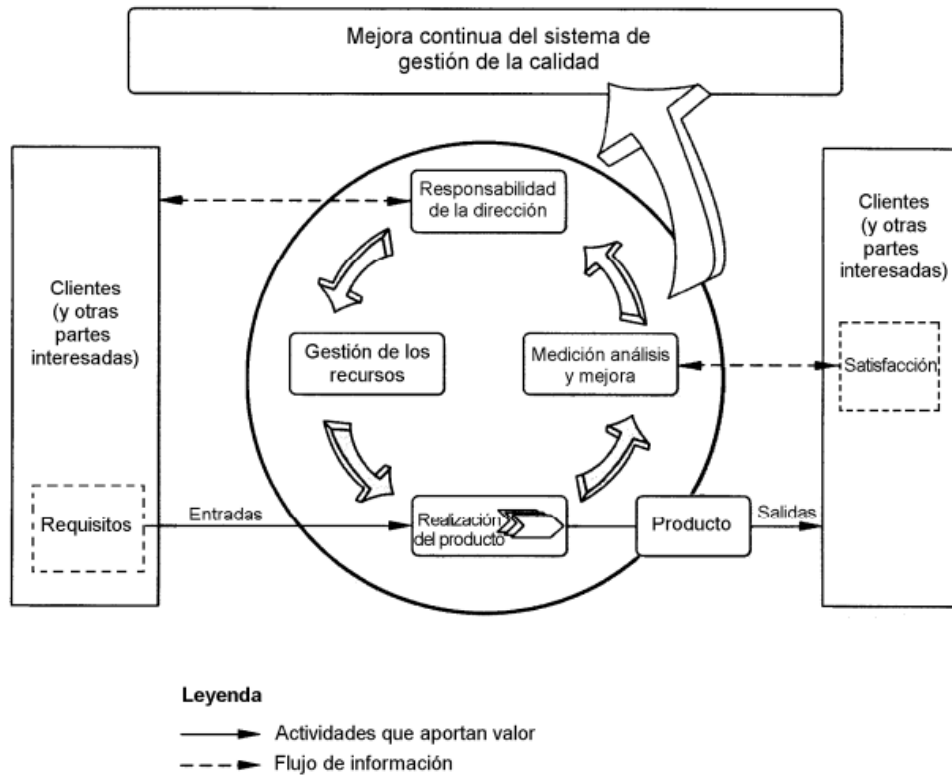 Mejora continua del sistema de
gestión de la calidad
Responsabilidad
de la dirección
Clientes
(y otras
partes
interesadas)
Clientes
(y otras
partes
interesadas)
Gestión de los
recursos
Medición análisis
y mejora
Satisfacción
Requisitos
Entradas
Realización
del producto
Producto
Salidas
Leyenda
Actividades que aportan valor
Flujo de información